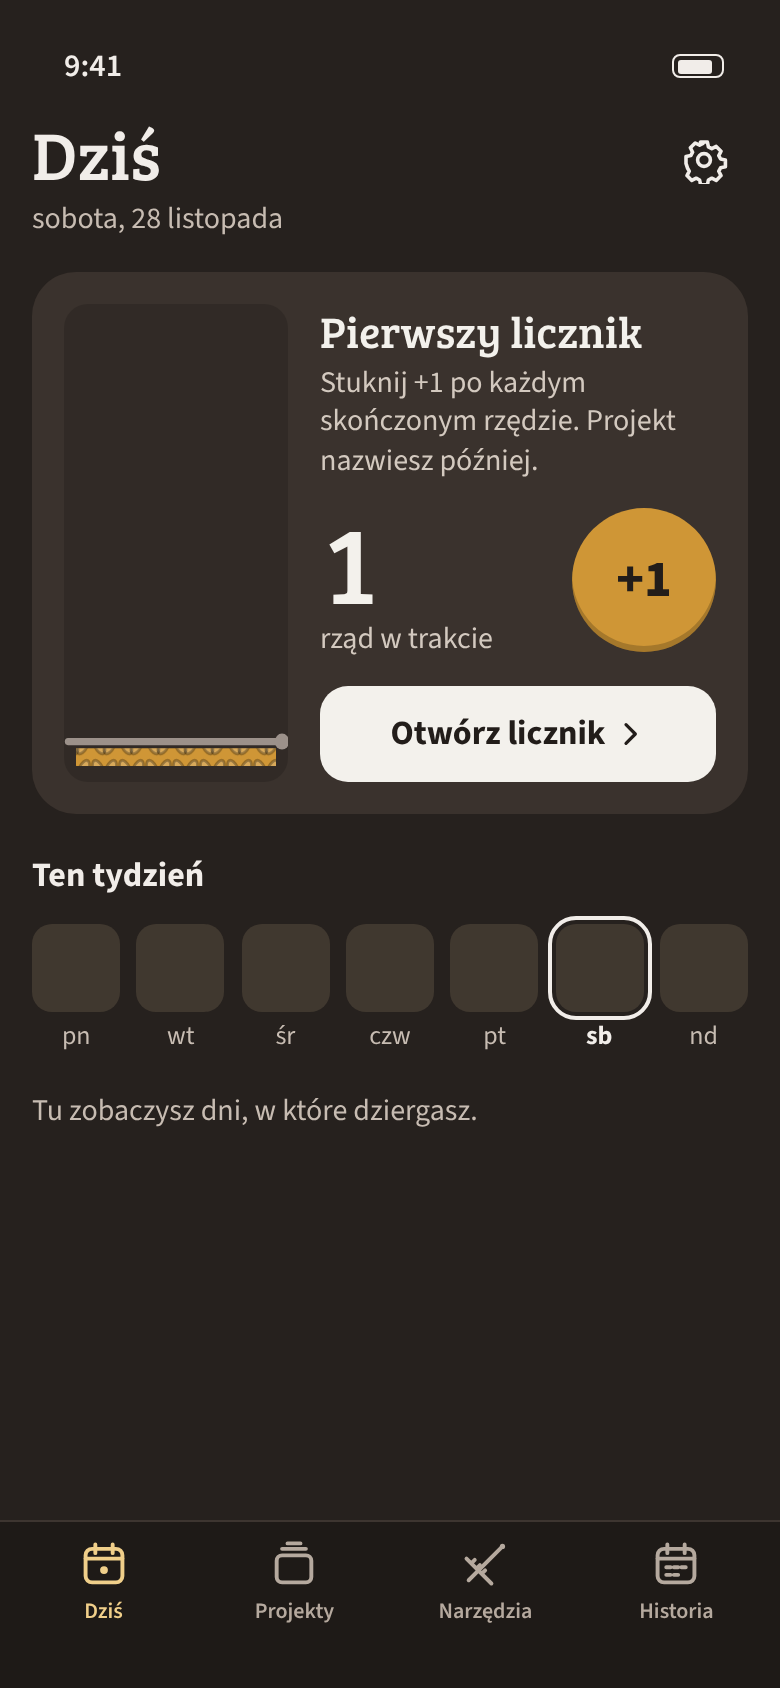 9:41
Dziś
sobota, 28 listopada
Pierwszy licznik
Stuknij +1 po każdym
skończonym rzędzie. Projekt
nazwiesz później.
1
+1
rząd w trakcie
Otwórz licznik
Ten tydzień
pn wt śr czw pt sb nd
Tu zobaczysz dni, w które dziergasz.
Dziś Projekty Narzędzia Historia